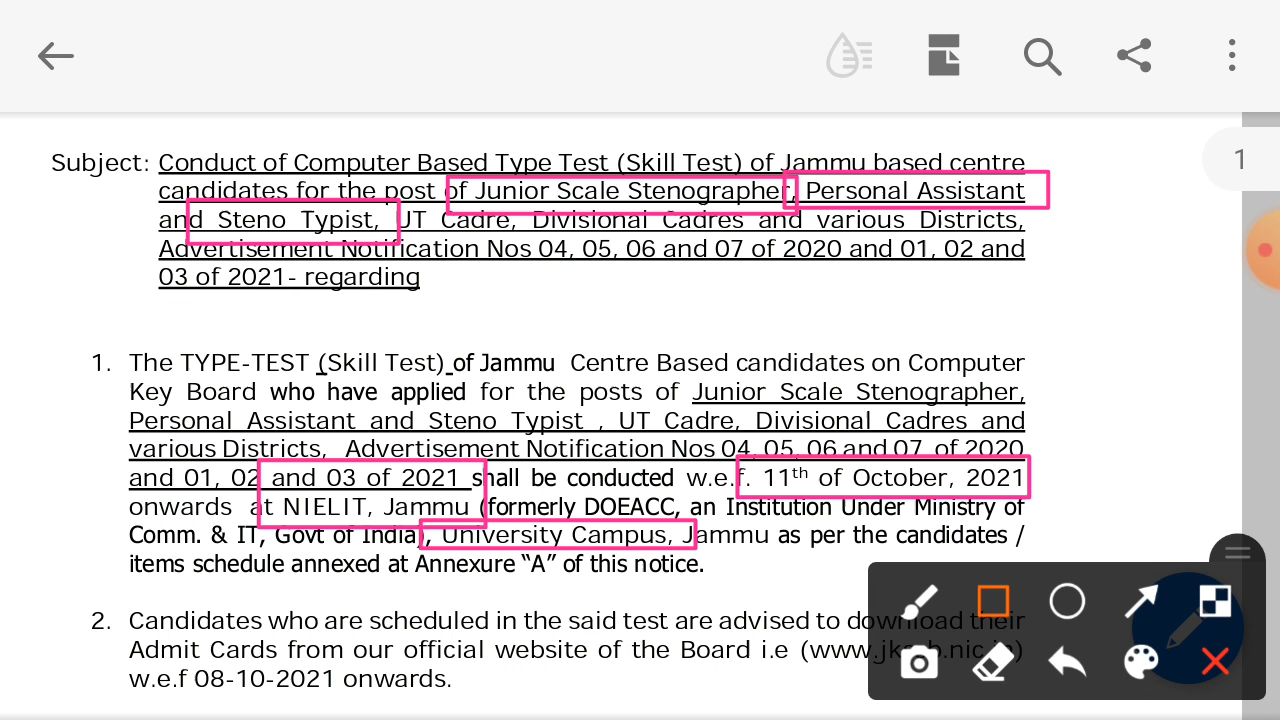 1
Subject: Conduct of Computer Based Type Test (Skill Test) of Jammu based centre
candidates for the post of Junior Scale Stenographer, Personal Assistant
and Steno Typist, UT Cadre, Divisional Cadres and various Districts,
Advertisement Notification Nos 04, 05, 06 and 07 of 2020 and 01, 02 and
03 of 2021- regarding
1. The TYPE-TEST (Skill Test) of Jammu Centre Based candidates on Computer
Key Board who have applied for the posts of Junior Scale Stenographer,
Personal Assistant and Steno Typist , UT Cadre, Divisional Cadres and
various Districts, Advertisement Notification Nos 04, 05, 06 and 07 of 2020
and 01, 02 and 03 of 2021 shall be conducted w.e.f. 11th of October, 2021
onwards at NIELIT, Jammu (formerly DOEACC, an Institution Under Ministry of
Comm. & IT, Govt of India), University Campus, Jammu as per the candidates /
items schedule annexed at Annexure “A” of this notice.
2. Candidates who are scheduled in the said test are advised to download their
Admit Cards from our official website of the Board i.e
w.e.f 08-10-2021 onwards.